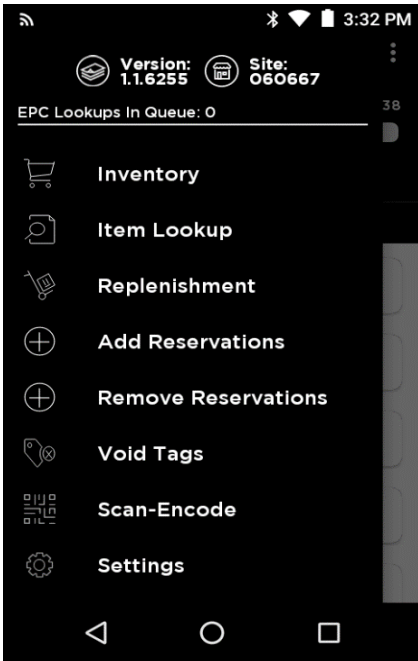 3:32 PM
Version:
1.1.6255
Site:
060667
38
EPC Lookups In Queue: 0
Inventory
Item Lookup
Replenishment
Add Reservations
Remove Reservations
Void Tags
Scan-Encode
Settings